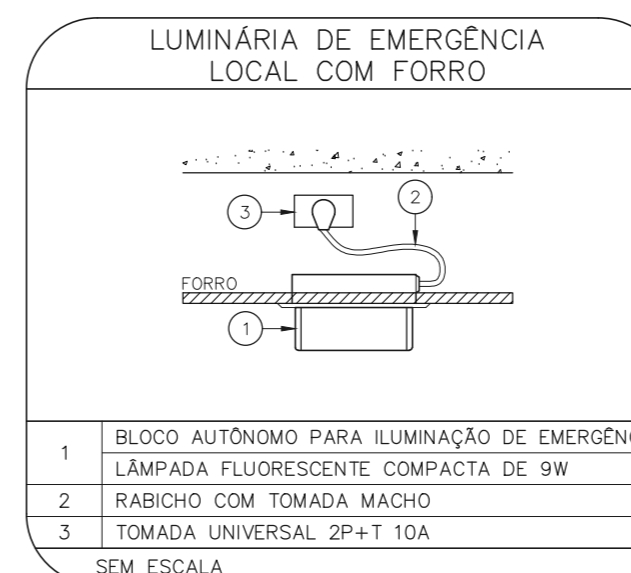 LUMINÁRIA DE EMERGÊNCIA
LOCAL COM FORRO
3
2
FORRO
1
1 BLOCO AUTÔNOMO PARA ILUMINAÇÃO DE
LÂMPADA FLUORESCENTE COMPACTA DE 9W
2 RABICHO COM TOMADA MACHO
3 TOMADA UNIVERSAL 2P+T 10A
SEM ESCALA